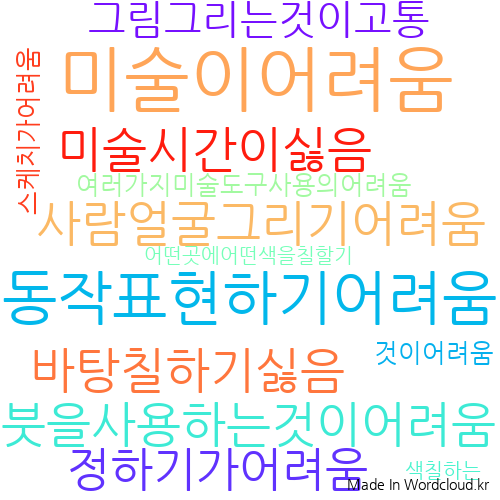 그림그리는것이고통
미술이어려움
스케치가어려움
미술시간이싫음
여러가지미술도구사용의어려움
사람얼굴그리기어려움
어떤곳에어떤색을칠할기
동작표현하기어려움
것이어려움
바탕칠하기싫음
붓을사용하는것이어려움
정하기가어려움
색칠하는
Made In Wordcloud.kr